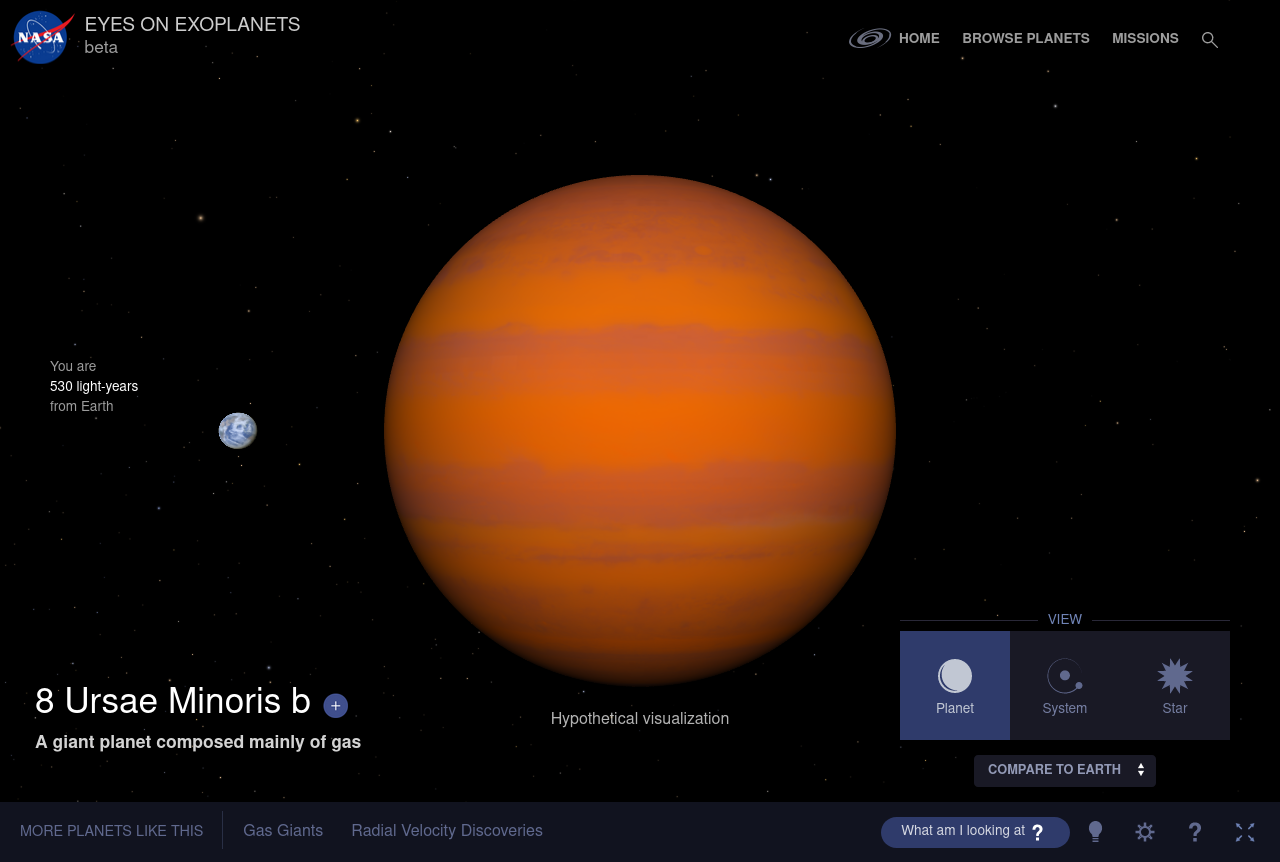 NASA
EYES ON EXOPLANETS
beta
HOME
BROWSE PLANETS
MISSIONS
You are
530 light-years
from Earth
8 Ursae Minoris b +
A giant planet composed mainly of gas
Hypothetical visualization
VIEW
Planet
System
Star
COMPARE TO EARTH
MORE PLANETS LIKE THIS
Gas Giants
Radial Velocity Discoveries
What am I looking at ?
?